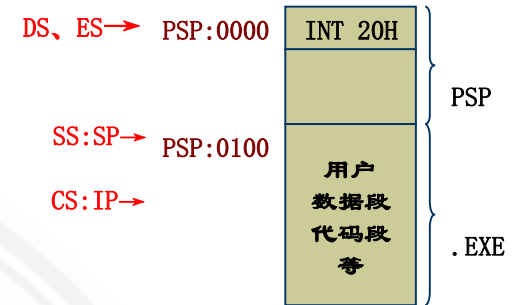 DS、ES→ PSP:0000 INT 20H
PSP
SS:SP→ PSP:0100
CS:IP→
用户
数据段
代码段
等
.EXE